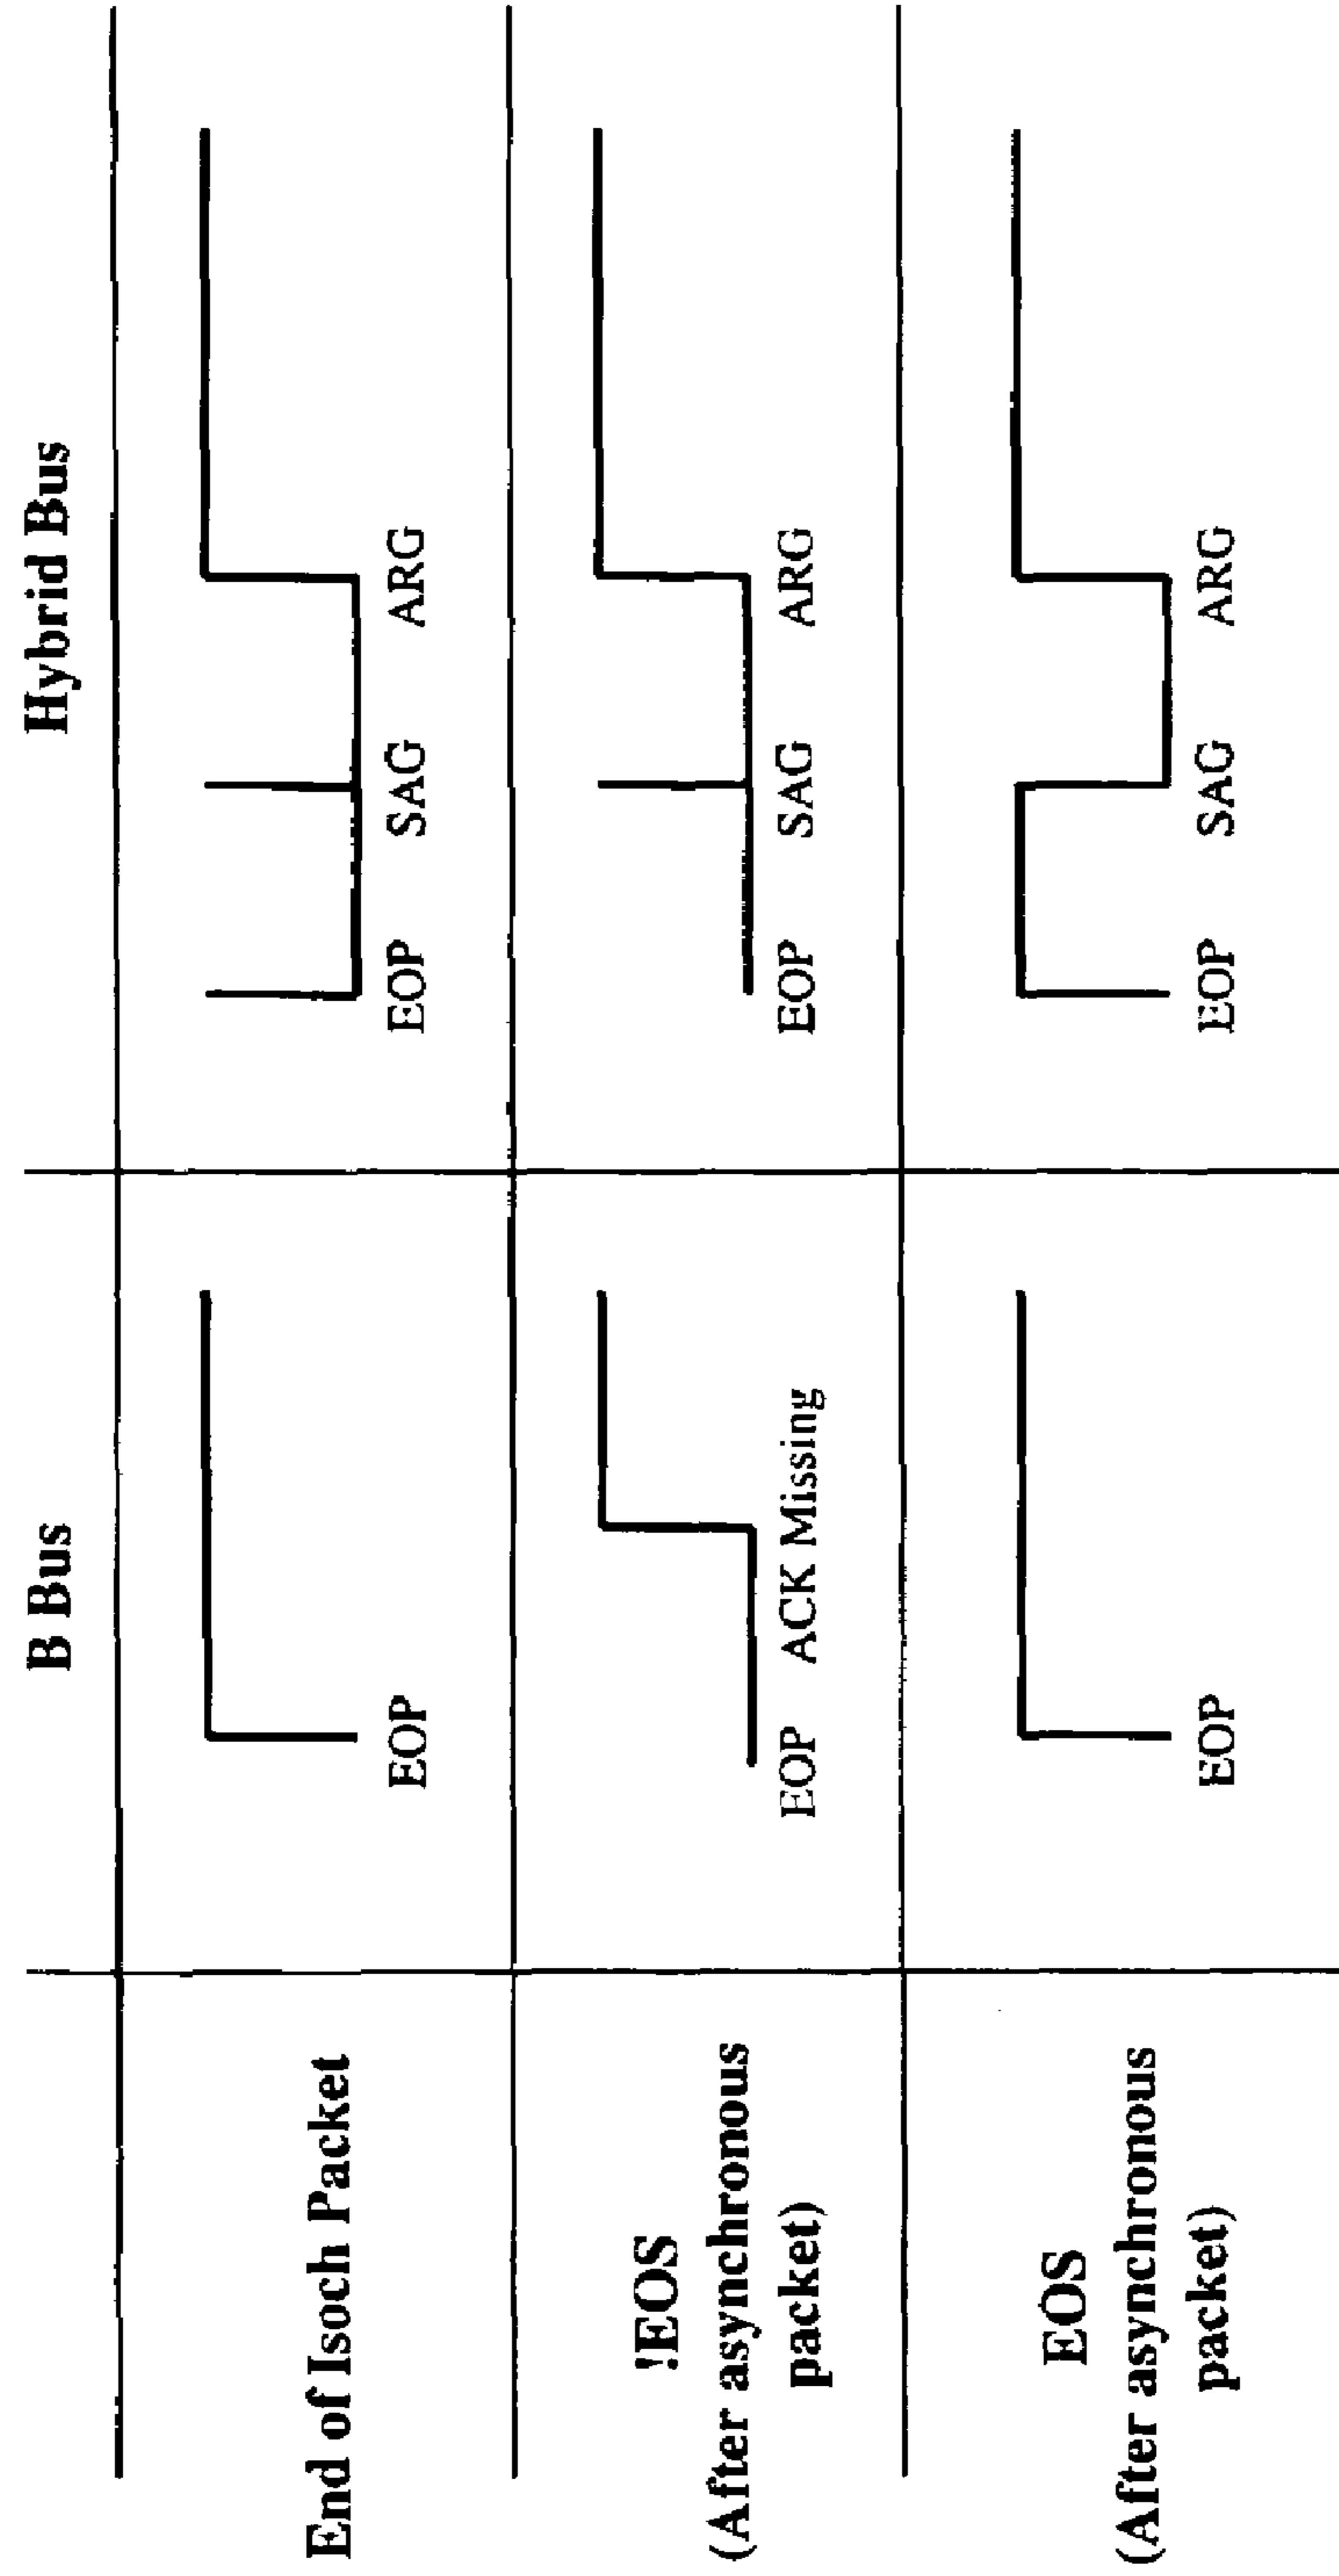 B Bus
Hybrid Bus
End of Isoch Packet
EOP
EOP
SAG
ARG
!EOS
(After asynchronous
packet)
EOP
ACK Missing
EOP
SAG
ARG
EOS
(After asynchronous
packet)
EOP
EOP
SAG
ARG